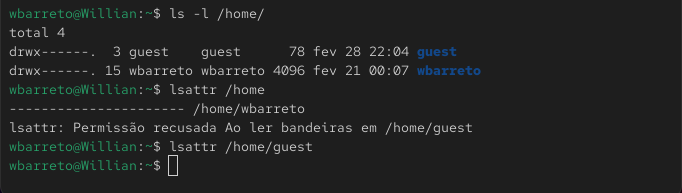 wbarreto@Willian:~$ ls -l /home/
total 4
drwx------.  3 guest    guest      78 fev 28 22:04 guest
drwx------. 15 wbarreto wbarreto 4096 fev 21 00:07 wbarreto
wbarreto@Willian:~$ lsattr /home
---------------------- /home/wbarreto
lsattr: Permissão recusada Ao ler bandeiras em /home/guest
wbarreto@Willian:~$ lsattr /home/guest
wbarreto@Willian:~$